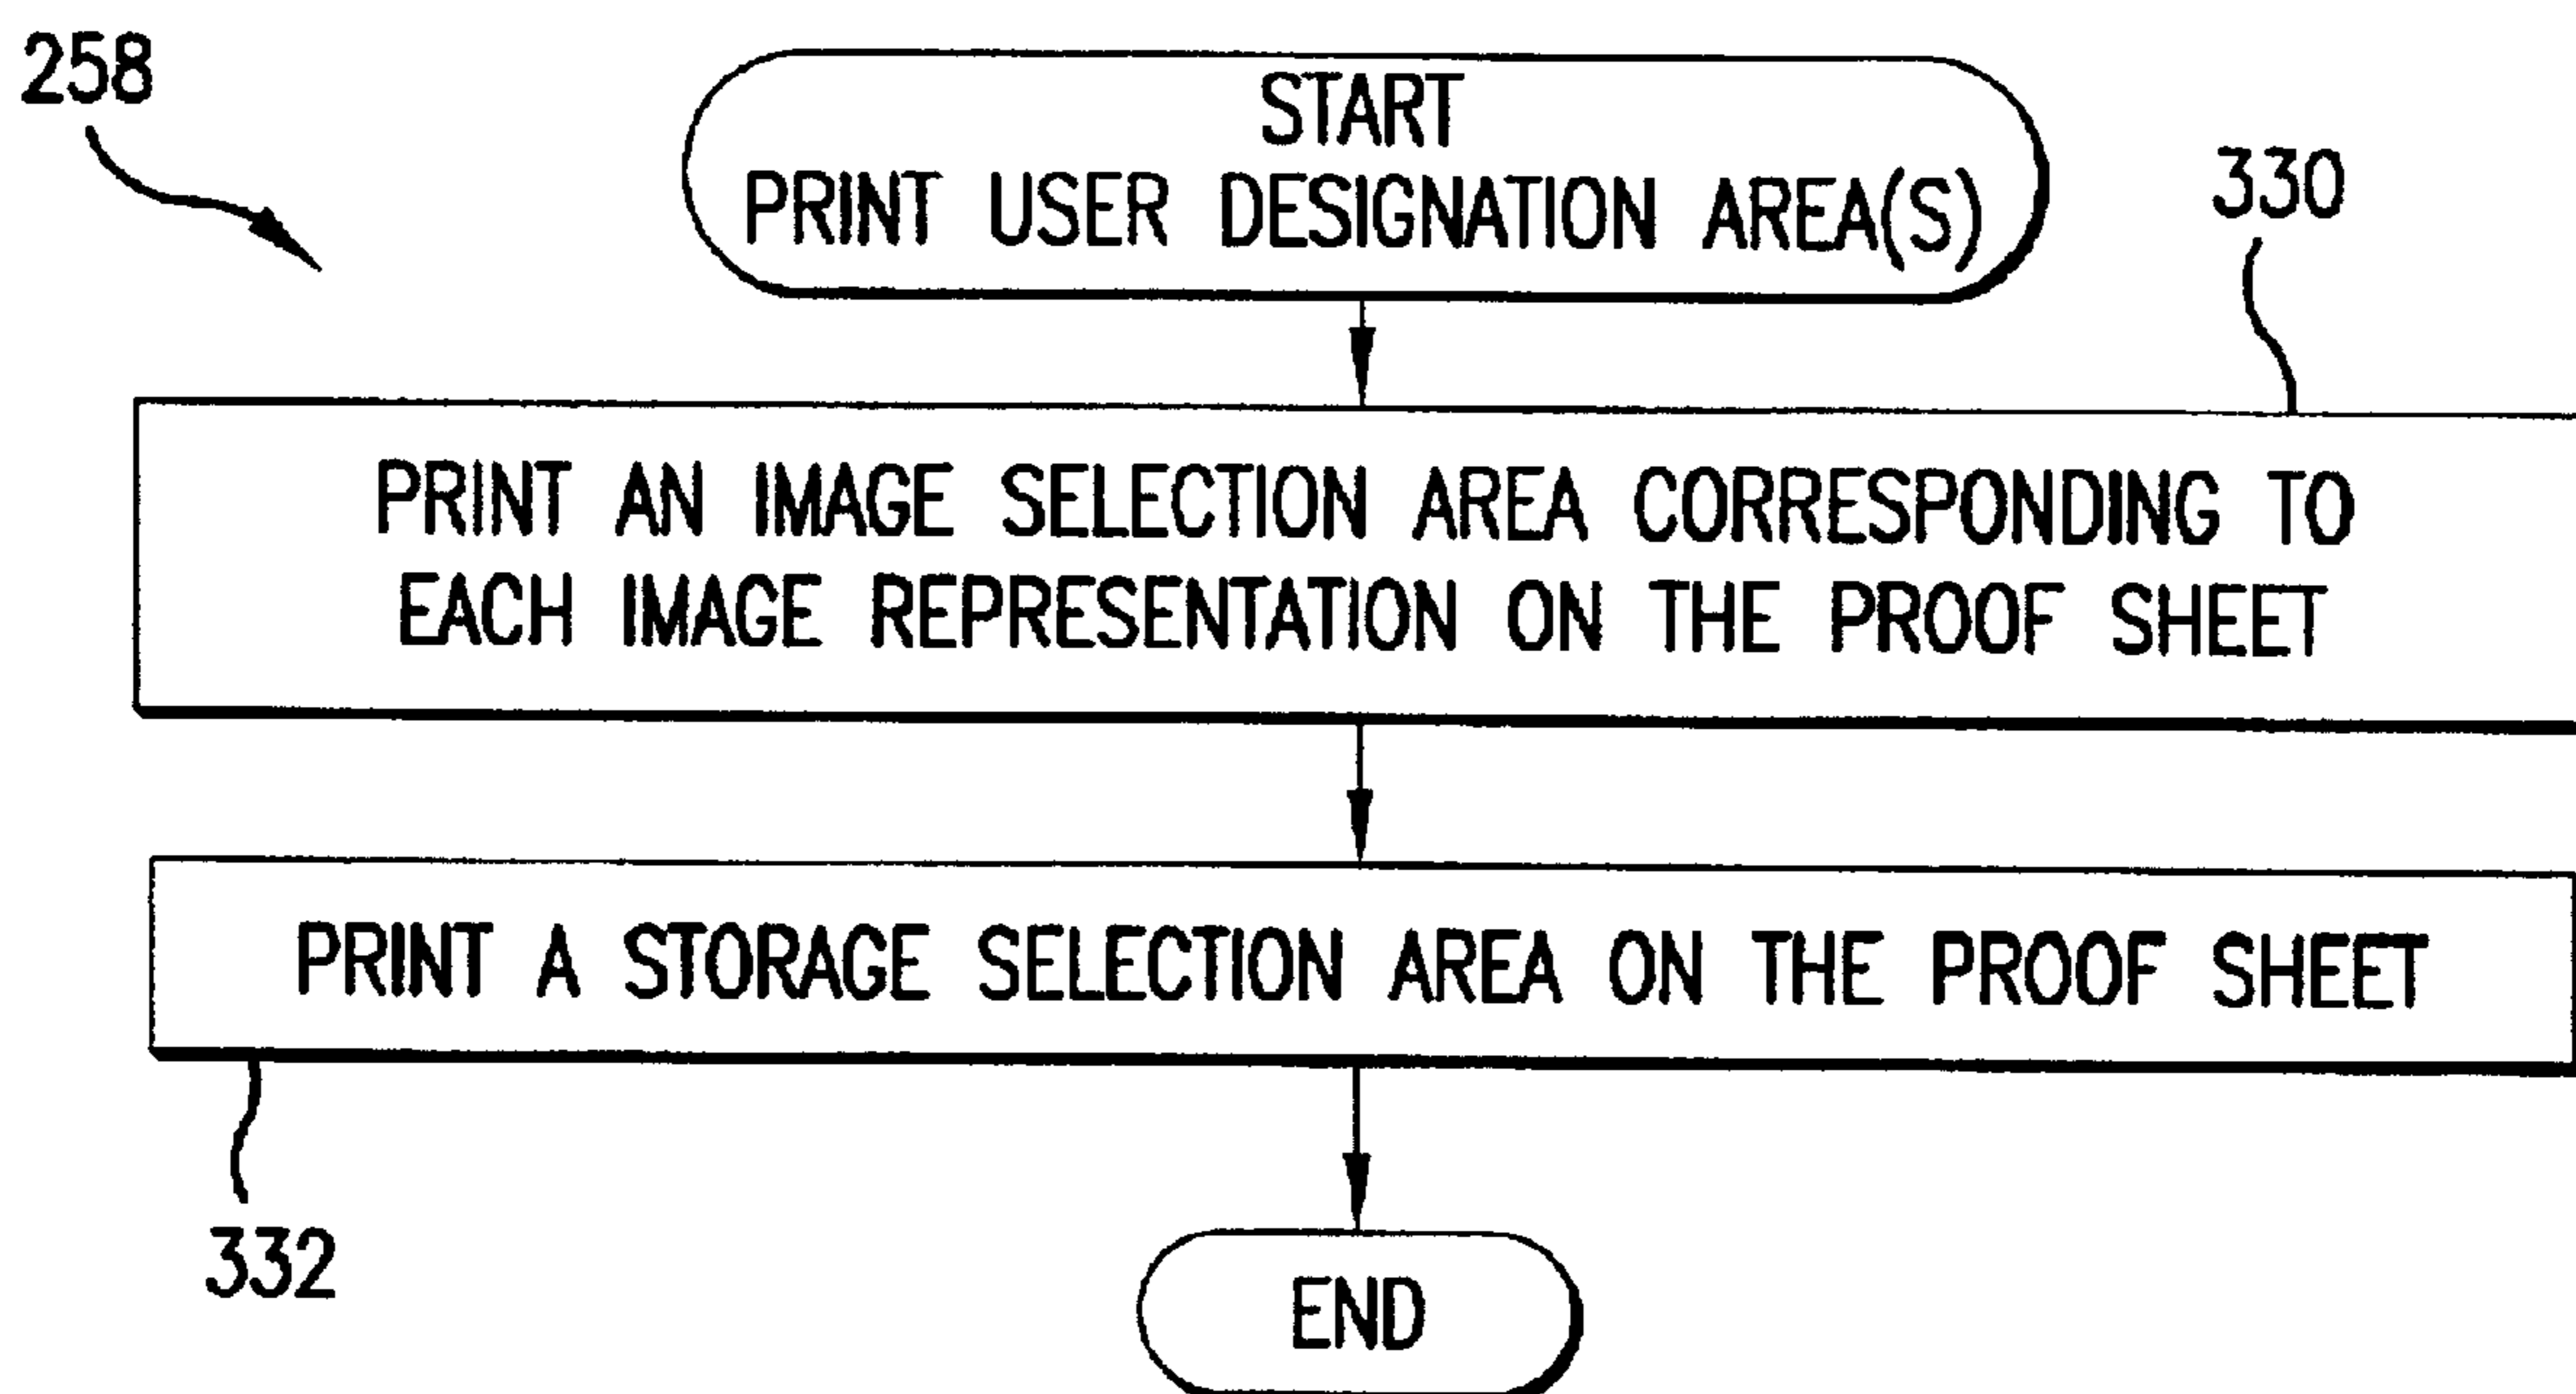 258
START
PRINT USER DESIGNATION AREA(S)
330
PRINT AN IMAGE SELECTION AREA CORRESPONDING TO
EACH IMAGE REPRESENTATION ON THE PROOF SHEET
PRINT A STORAGE SELECTION AREA ON THE PROOF SHEET
332
END